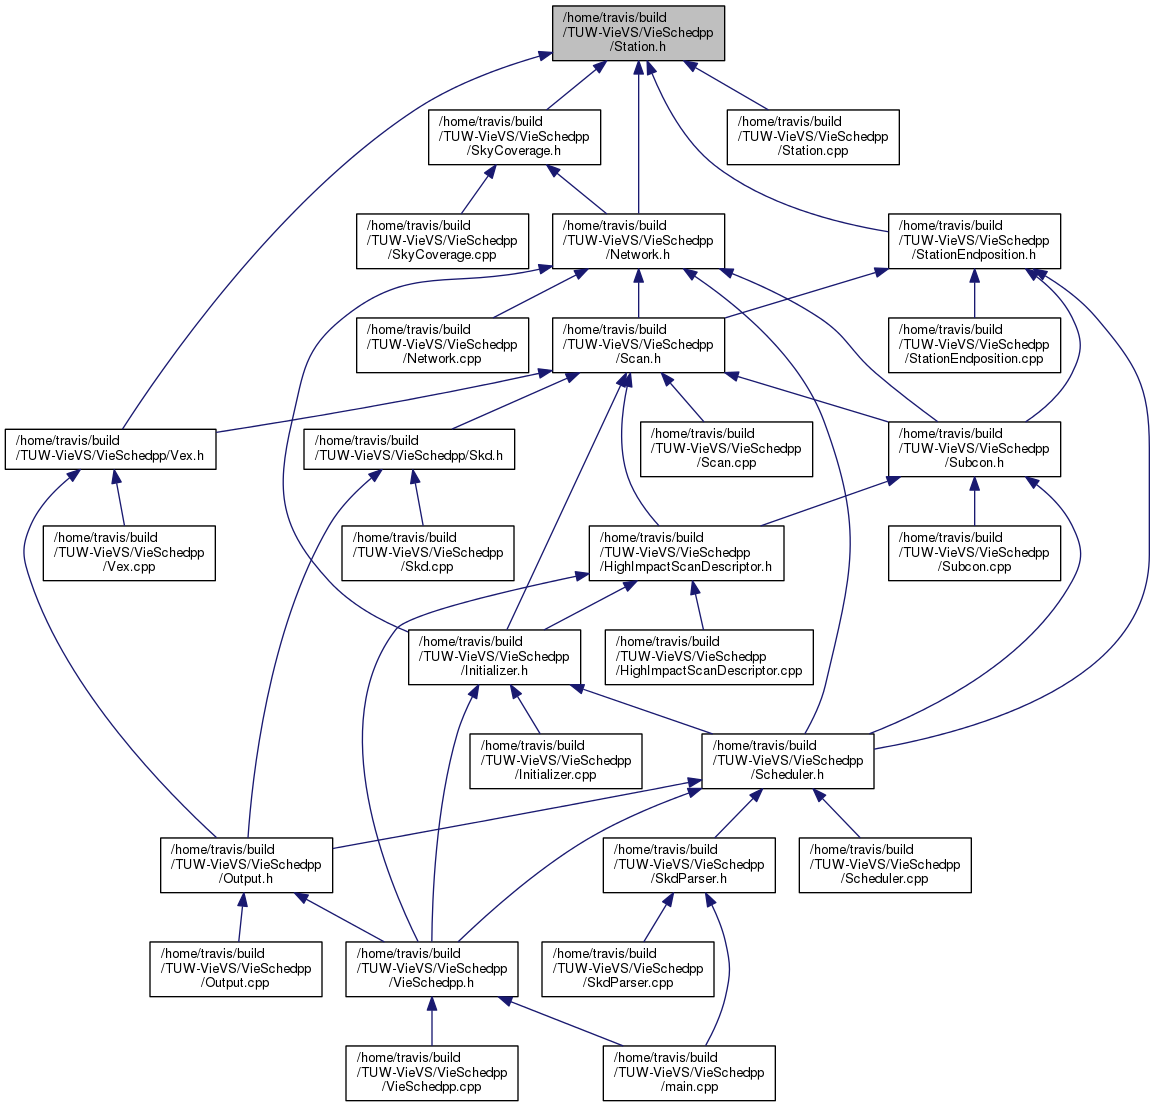 /home/travis/build
/TUW-VieVS/VieSchedpp
/Station.h
/home/travis/build
/TUW-VieVS/VieSchedpp
/SkyCoverage.h
/home/travis/build
/TUW-VieVS/VieSchedpp
/Station.cpp
/home/travis/build
/TUW-VieVS/VieSchedpp
/SkyCoverage.cpp
/home/travis/build
/TUW-VieVS/VieSchedpp
/Network.h
/home/travis/build
/TUW-VieVS/VieSchedpp
/StationEndposition.h
/home/travis/build
/TUW-VieVS/VieSchedpp
/Network.cpp
/home/travis/build
/TUW-VieVS/VieSchedpp
/Scan.h
/home/travis/build
/TUW-VieVS/VieSchedpp
/StationEndposition.cpp
/home/travis/build
/TUW-VieVS/VieSchedpp/Vex.h
/home/travis/build
/TUW-VieVS/VieSchedpp/Skd.h
/home/travis/build
/TUW-VieVS/VieSchedpp
/Scan.cpp
/home/travis/build
/TUW-VieVS/VieSchedpp
/Subcon.h
/home/travis/build
/TUW-VieVS/VieSchedpp
/Vex.cpp
/home/travis/build
/TUW-VieVS/VieSchedpp
/Skd.cpp
/home/travis/build
/TUW-VieVS/VieSchedpp
/HighImpactScanDescriptor.h
/home/travis/build
/TUW-VieVS/VieSchedpp
/Subcon.cpp
/home/travis/build
/TUW-VieVS/VieSchedpp
/Initializer.h
/home/travis/build
/TUW-VieVS/VieSchedpp
/HighImpactScanDescriptor.cpp
/home/travis/build
/TUW-VieVS/VieSchedpp
/Initializer.cpp
/home/travis/build
/TUW-VieVS/VieSchedpp
/Scheduler.h
/home/travis/build
/TUW-VieVS/VieSchedpp
/Output.h
/home/travis/build
/TUW-VieVS/VieSchedpp
/SkdParser.h
/home/travis/build
/TUW-VieVS/VieSchedpp
/Scheduler.cpp
/home/travis/build
/TUW-VieVS/VieSchedpp
/Output.cpp
/home/travis/build
/TUW-VieVS/VieSchedpp
/VieSchedpp.h
/home/travis/build
/TUW-VieVS/VieSchedpp
/SkdParser.cpp
/home/travis/build
/TUW-VieVS/VieSchedpp
/VieSchedpp.cpp
/home/travis/build
/TUW-VieVS/VieSchedpp
/main.cpp